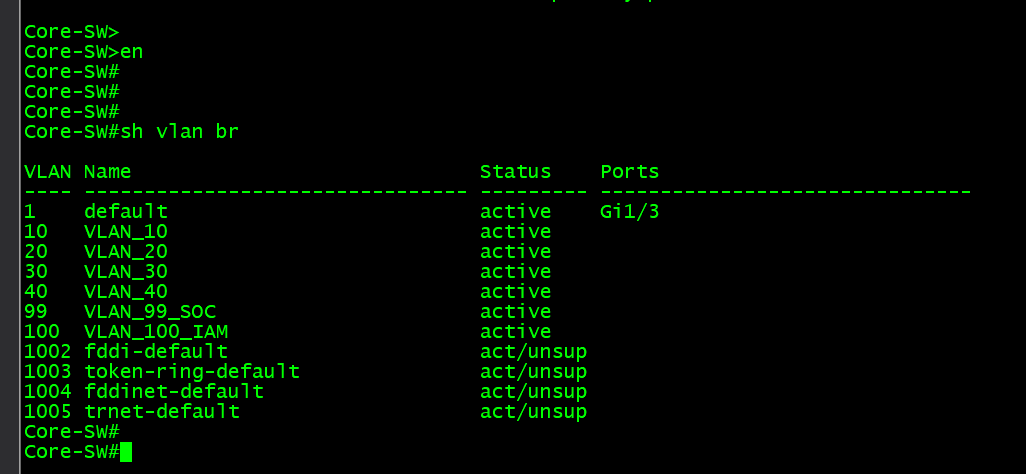 Core-SW>
Core-SW>en
Core-SW#
Core-SW#
Core-SW#
Core-SW#sh vlan br
VLAN Name                             Status    Ports
---- -------------------------------- --------- -------------------------------
1    default                          active    Gi1/3
10   VLAN_10                          active
20   VLAN_20                          active
30   VLAN_30                          active
40   VLAN_40                          active
99   VLAN_99_SOC                      active
100  VLAN_100_IAM                     active
1002 fddi-default                     act/unsup
1003 token-ring-default               act/unsup
1004 fddinet-default                  act/unsup
1005 trnet-default                    act/unsup
Core-SW#
Core-SW#